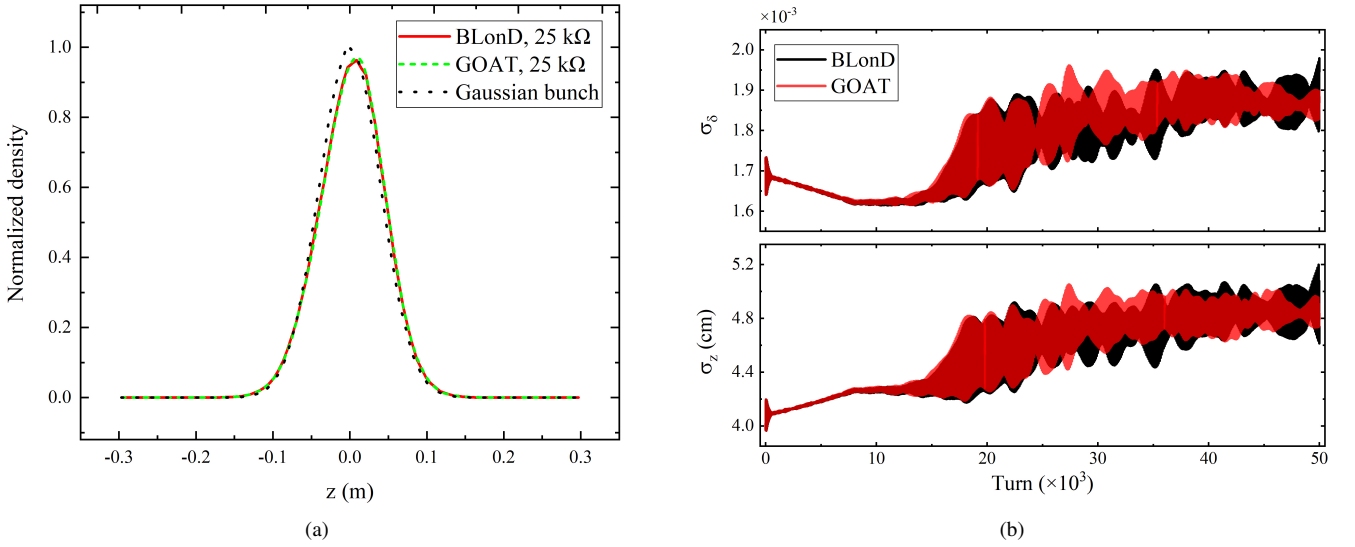 BLonD, 25 kΩ
GOAT, 25 kΩ
Gaussian bunch
Normalized density
1.0
0.8
0.6
0.4
0.2
0.0
-0.3
-0.2
-0.1
0.0
0.1
0.2
0.3
z (m)
(a)
×10⁻³
BLonD
GOAT
σδ
2.0
1.9
1.8
1.7
1.6
σz (cm)
5.2
4.8
4.4
4.0
0
10
20
30
40
50
Turn (×10³)
(b)